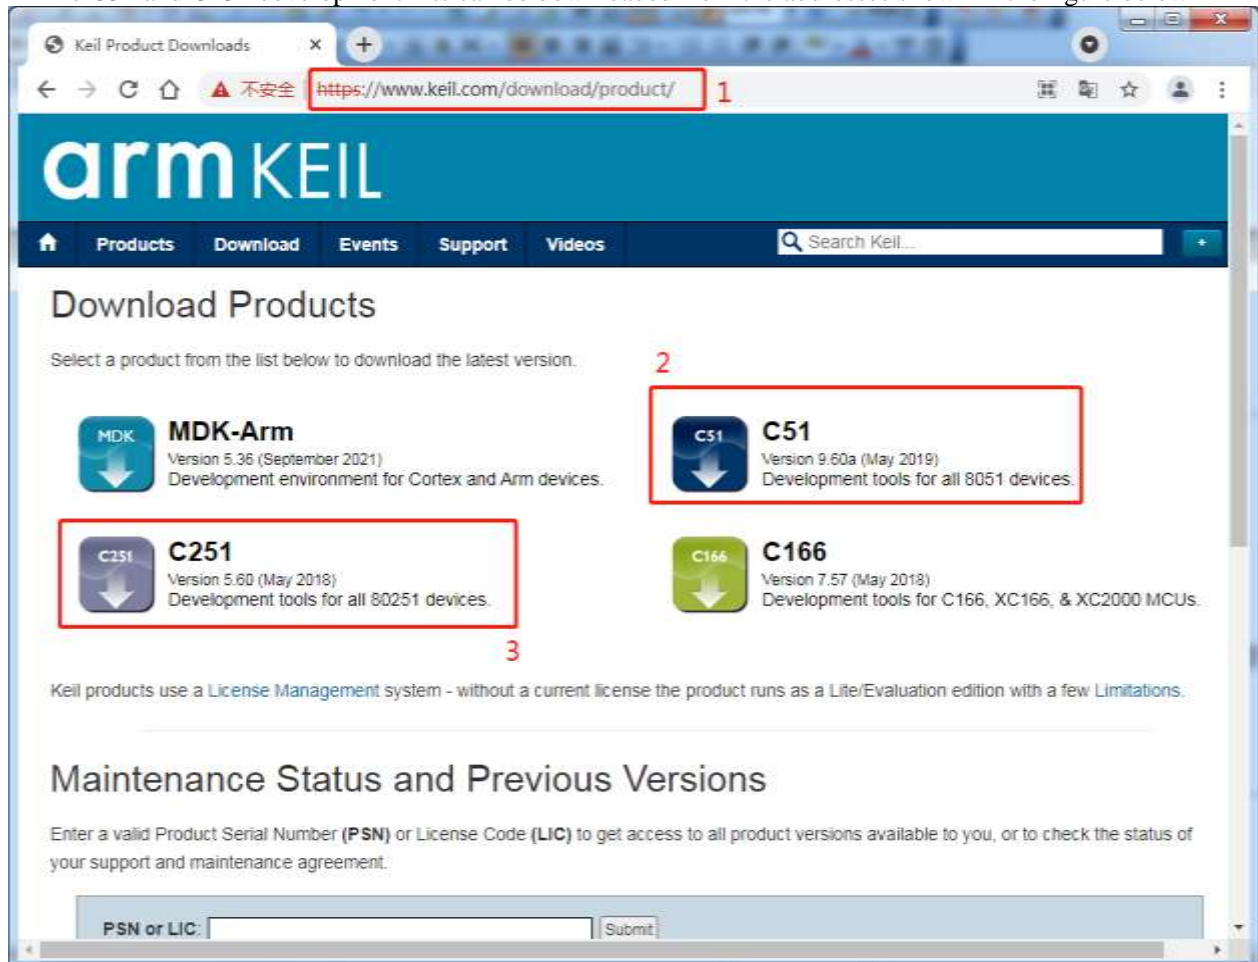 Keil Product Downloads
不安全 https://www.keil.com/download/product/ 1
arm KEIL
Products Download Events Support Videos Search Keil...
Download Products
Select a product from the list below to download the latest version.
2
MDK
MDK-Arm
Version 5.36 (September 2021)
Development environment for Cortex and Arm devices.
C51
C51
Version 9.60a (May 2019)
Development tools for all 8051 devices.
C251
C251
Version 5.60 (May 2018)
Development tools for all 80251 devices.
C166
C166
Version 7.57 (May 2018)
Development tools for C166, XC166, & XC2000 MCUs.
3
Keil products use a License Management system - without a current license the product runs as a Lite/Evaluation edition with a few Limitations.
Maintenance Status and Previous Versions
Enter a valid Product Serial Number (PSN) or License Code (LIC) to get access to all product versions available to you, or to check the status of
your support and maintenance agreement.
PSN or LIC: Submit